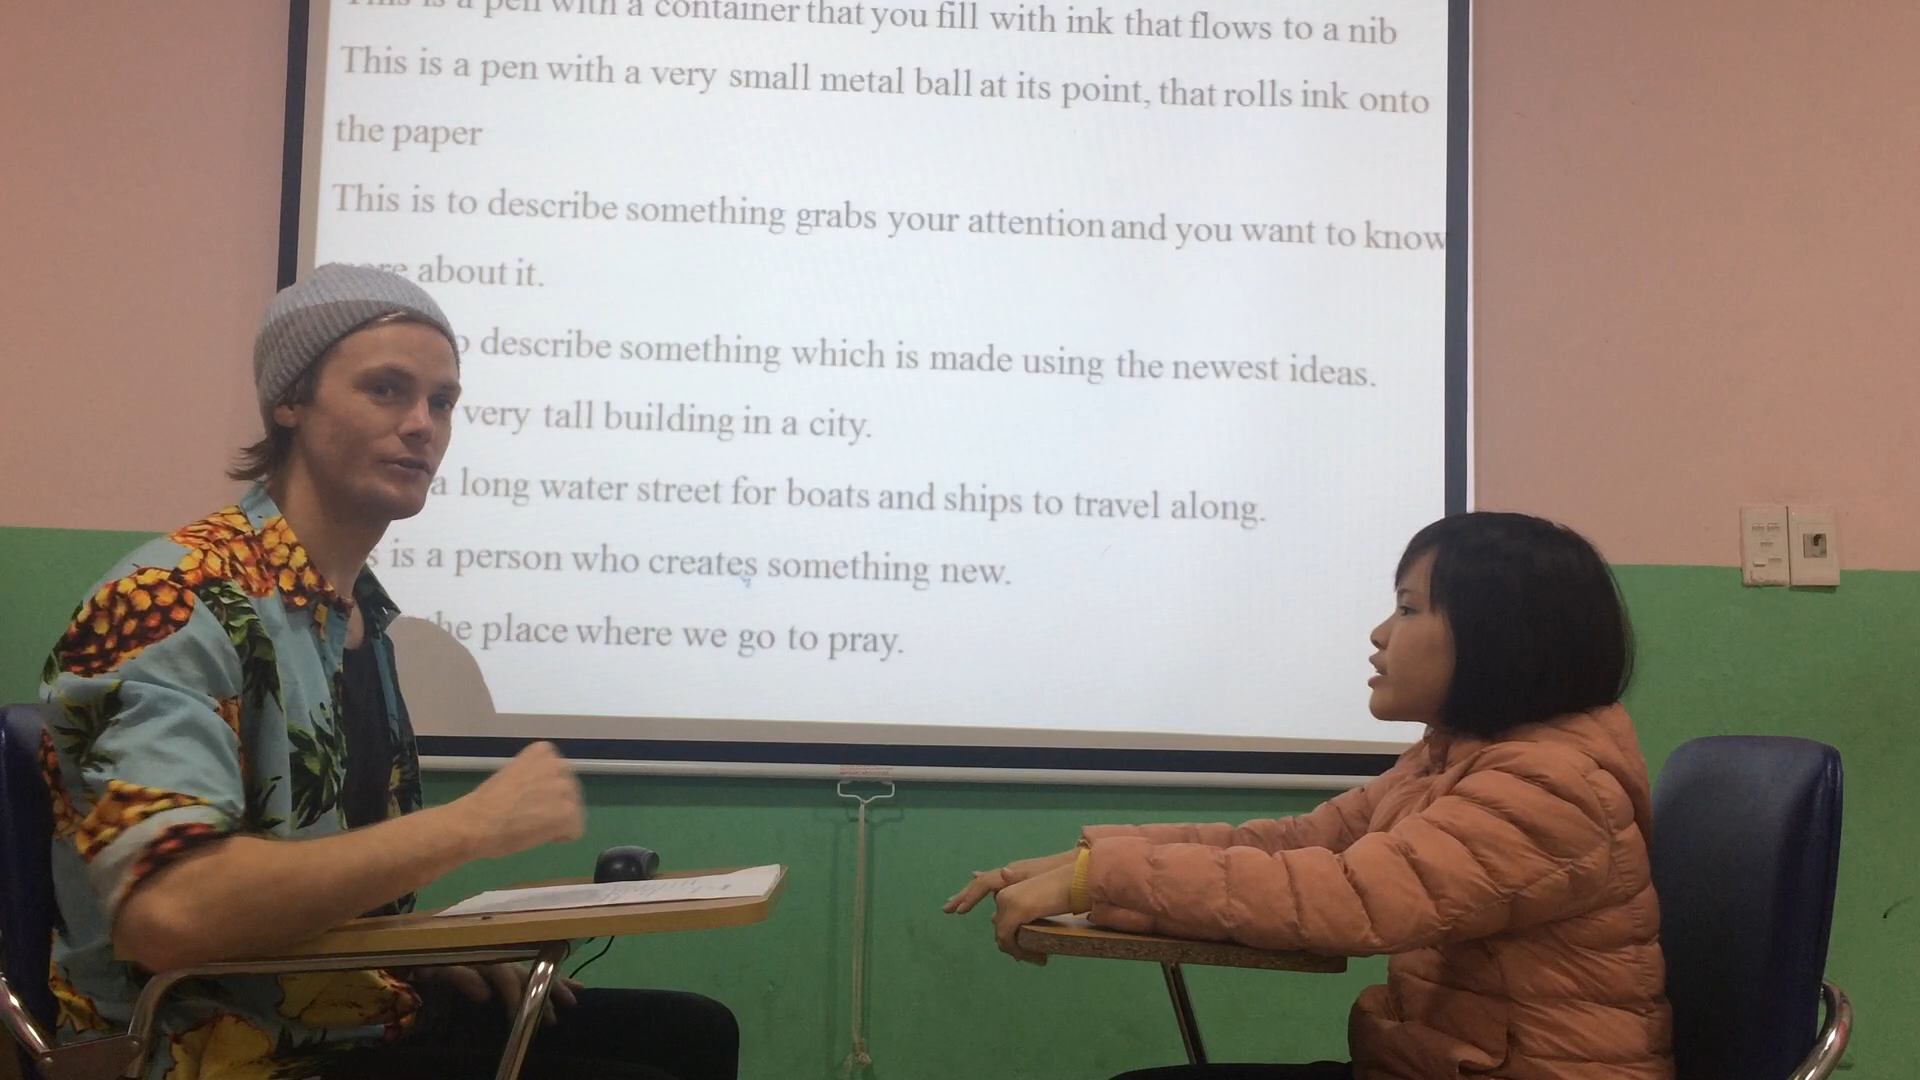 This is a pen with a container that you fill with ink that flows to a nib
This is a pen with a very small metal ball at its point, that rolls ink onto
the paper
This is to describe something grabs your attention and you want to know
about it.
describe something which is made using the newest ideas.
very tall building in a city.
a long water street for boats and ships to travel along.
is a person who creates something new.
place where we go to pray.